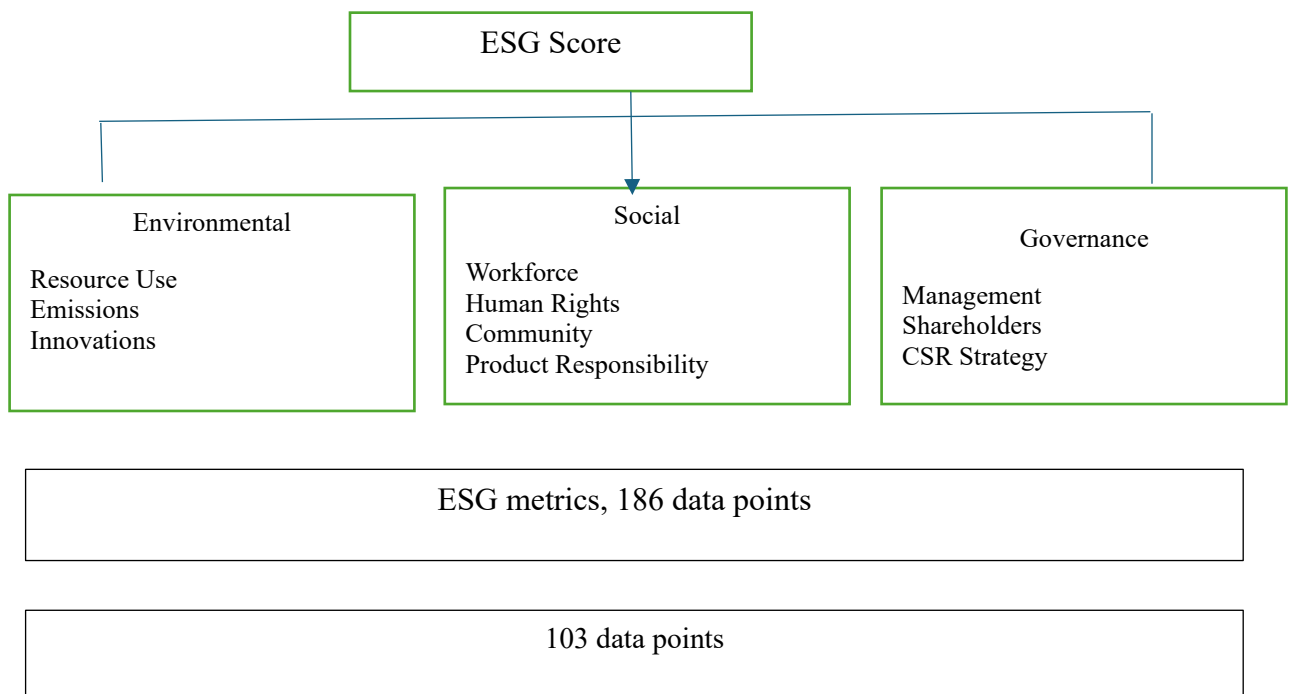 ESG Score
Environmental
Resource Use
Emissions
Innovations
Social
Workforce
Human Rights
Community
Product Responsibility
Governance
Management
Shareholders
CSR Strategy
ESG metrics, 186 data points
103 data points